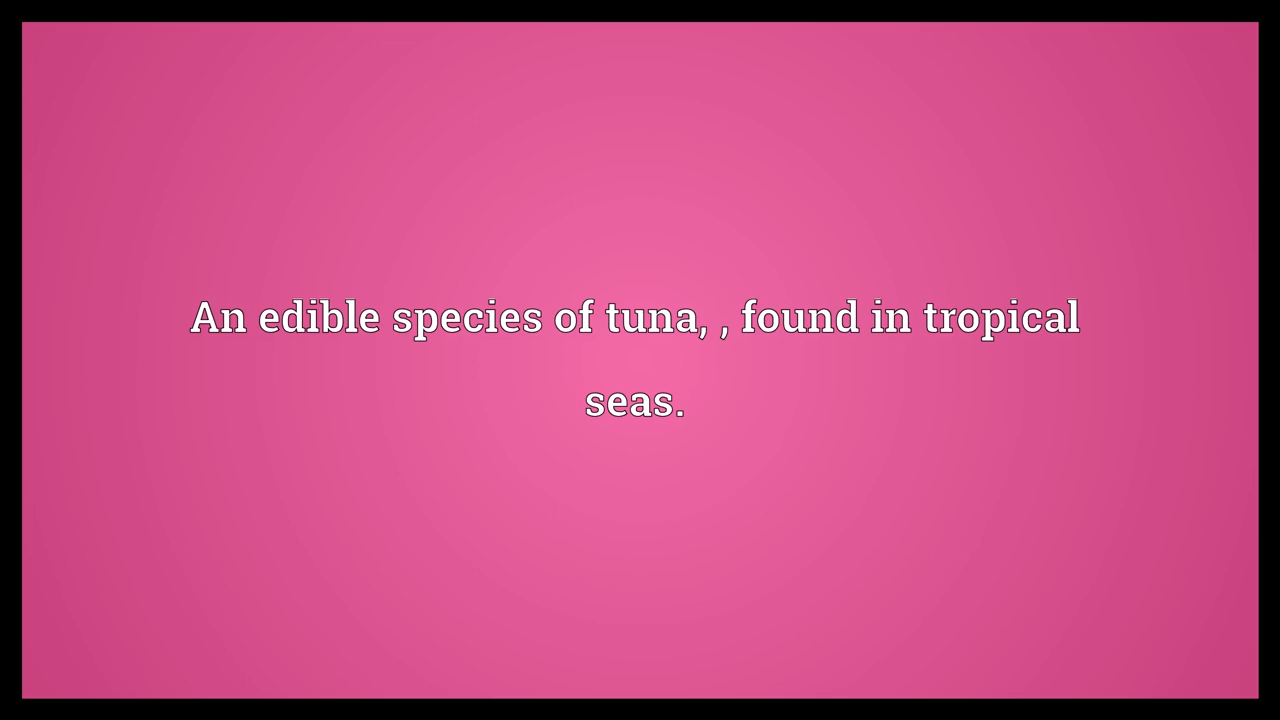 An edible species of tuna, , found in tropical
seas.